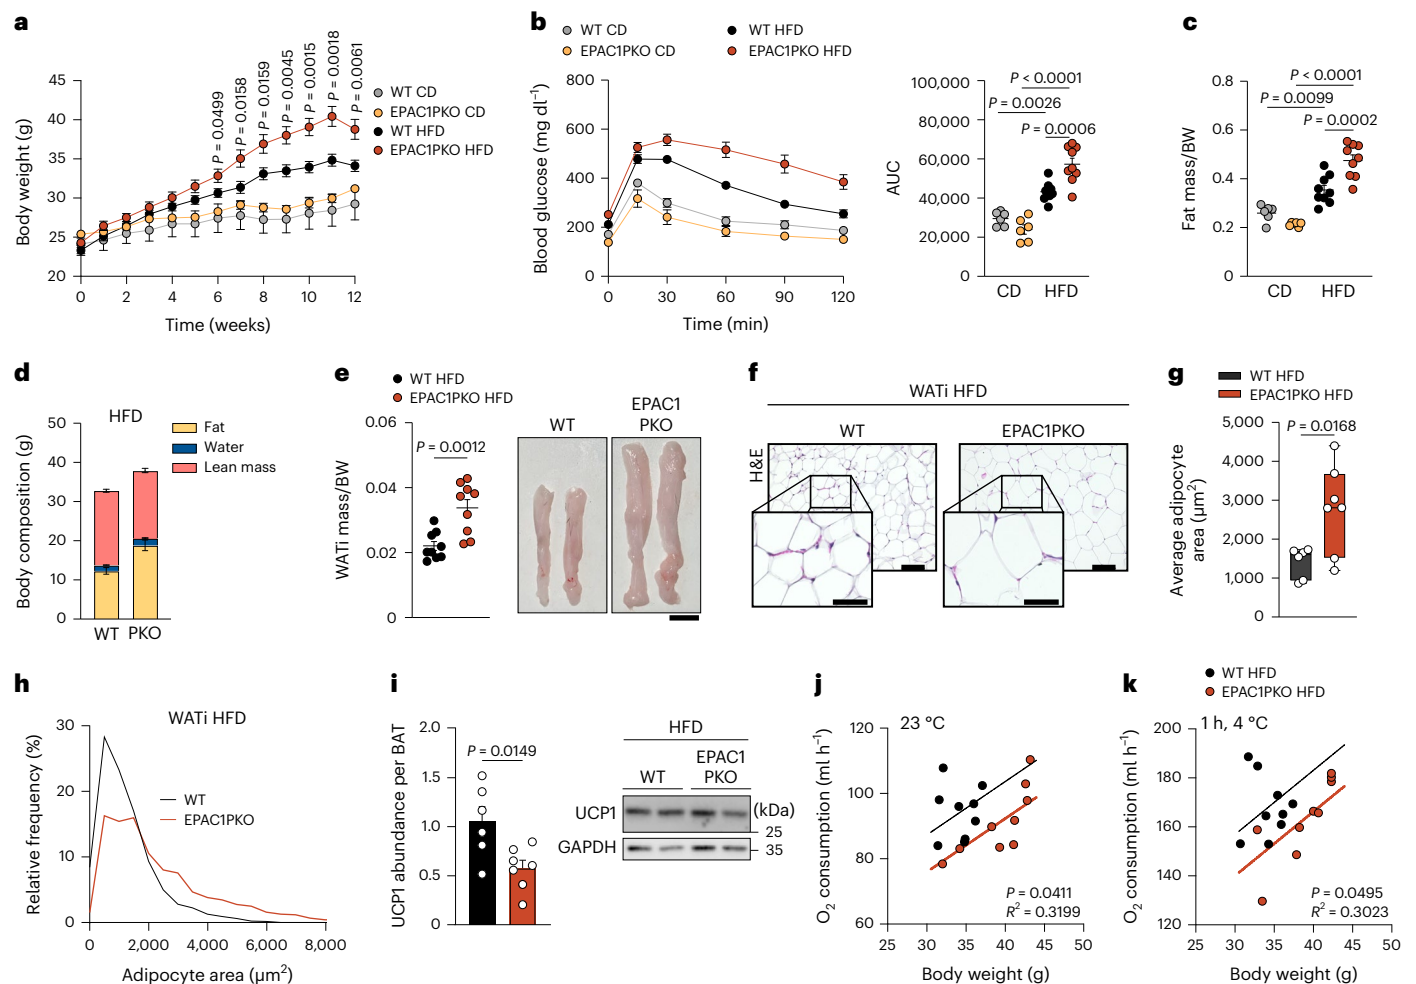 a
45
40
35
30
25
20
Body weight (g)
0
2
4
6
8
10
12
Time (weeks)
P = 0.0499
P = 0.0158
P = 0.0159
P = 0.0045
P = 0.0015
P = 0.0018
P = 0.0061
WT CD
EPAC1PKO CD
WT HFD
EPAC1PKO HFD
b
WT CD
EPAC1PKO CD
WT HFD
EPAC1PKO HFD
800
600
400
200
0
Blood glucose (mg dl⁻¹)
0
30
60
90
120
Time (min)
100,000
80,000
60,000
40,000
20,000
0
AUC
P < 0.0001
P = 0.0026
P = 0.0006
CD
HFD
c
0.8
0.6
0.4
0.2
0
Fat mass/BW
P < 0.0001
P = 0.0099
P = 0.0002
CD
HFD
d
HFD
50
40
30
20
10
0
Body composition (g)
WT
PKO
Fat
Water
Lean mass
e
WT HFD
EPAC1PKO HFD
0.06
0.04
0.02
0
WATi mass/BW
P = 0.0012
WT
EPAC1
PKO
f
WATi HFD
WT
EPAC1PKO
H&E
g
WT HFD
EPAC1PKO HFD
5,000
4,000
3,000
2,000
1,000
0
Average adipocyte
area (µm²)
P = 0.0168
h
WATi HFD
30
20
10
0
Relative frequency (%)
WT
EPAC1PKO
0
2,000
4,000
6,000
8,000
Adipocyte area (µm²)
i
2.0
1.5
1.0
0.5
0
UCP1 abundance per BAT
P = 0.0149
HFD
WT
EPAC1
PKO
UCP1
(kDa)
25
GAPDH
35
j
23 °C
120
100
80
60
O₂ consumption (ml h⁻¹)
P = 0.0411
R² = 0.3199
25
30
35
40
45
50
Body weight (g)
k
WT HFD
EPAC1PKO HFD
1 h, 4 °C
200
180
160
140
120
O₂ consumption (ml h⁻¹)
P = 0.0495
R² = 0.3023
25
30
35
40
45
50
Body weight (g)